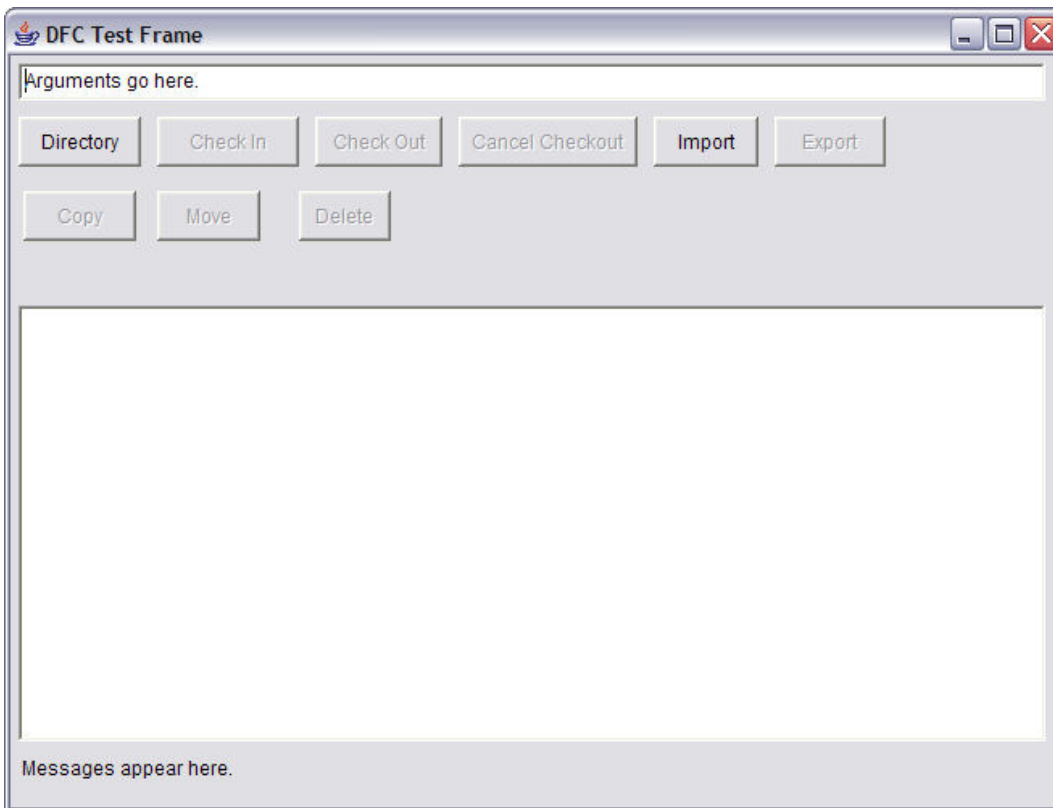 DFC Test Frame
Arguments go here.
Directory Check In Check Out Cancel Checkout Import Export
Copy Move Delete
Messages appear here.